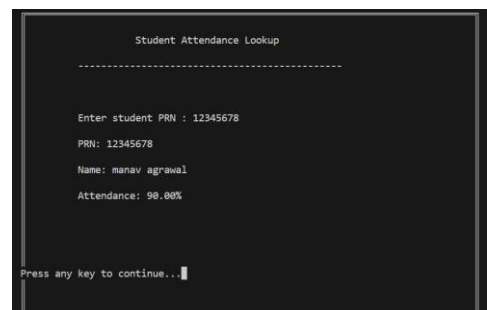 Student Attendance Lookup
----------------------------------------------
Enter student PRN : 12345678
PRN: 12345678
Name: manav agrawal
Attendance: 90.00%
Press any key to continue...